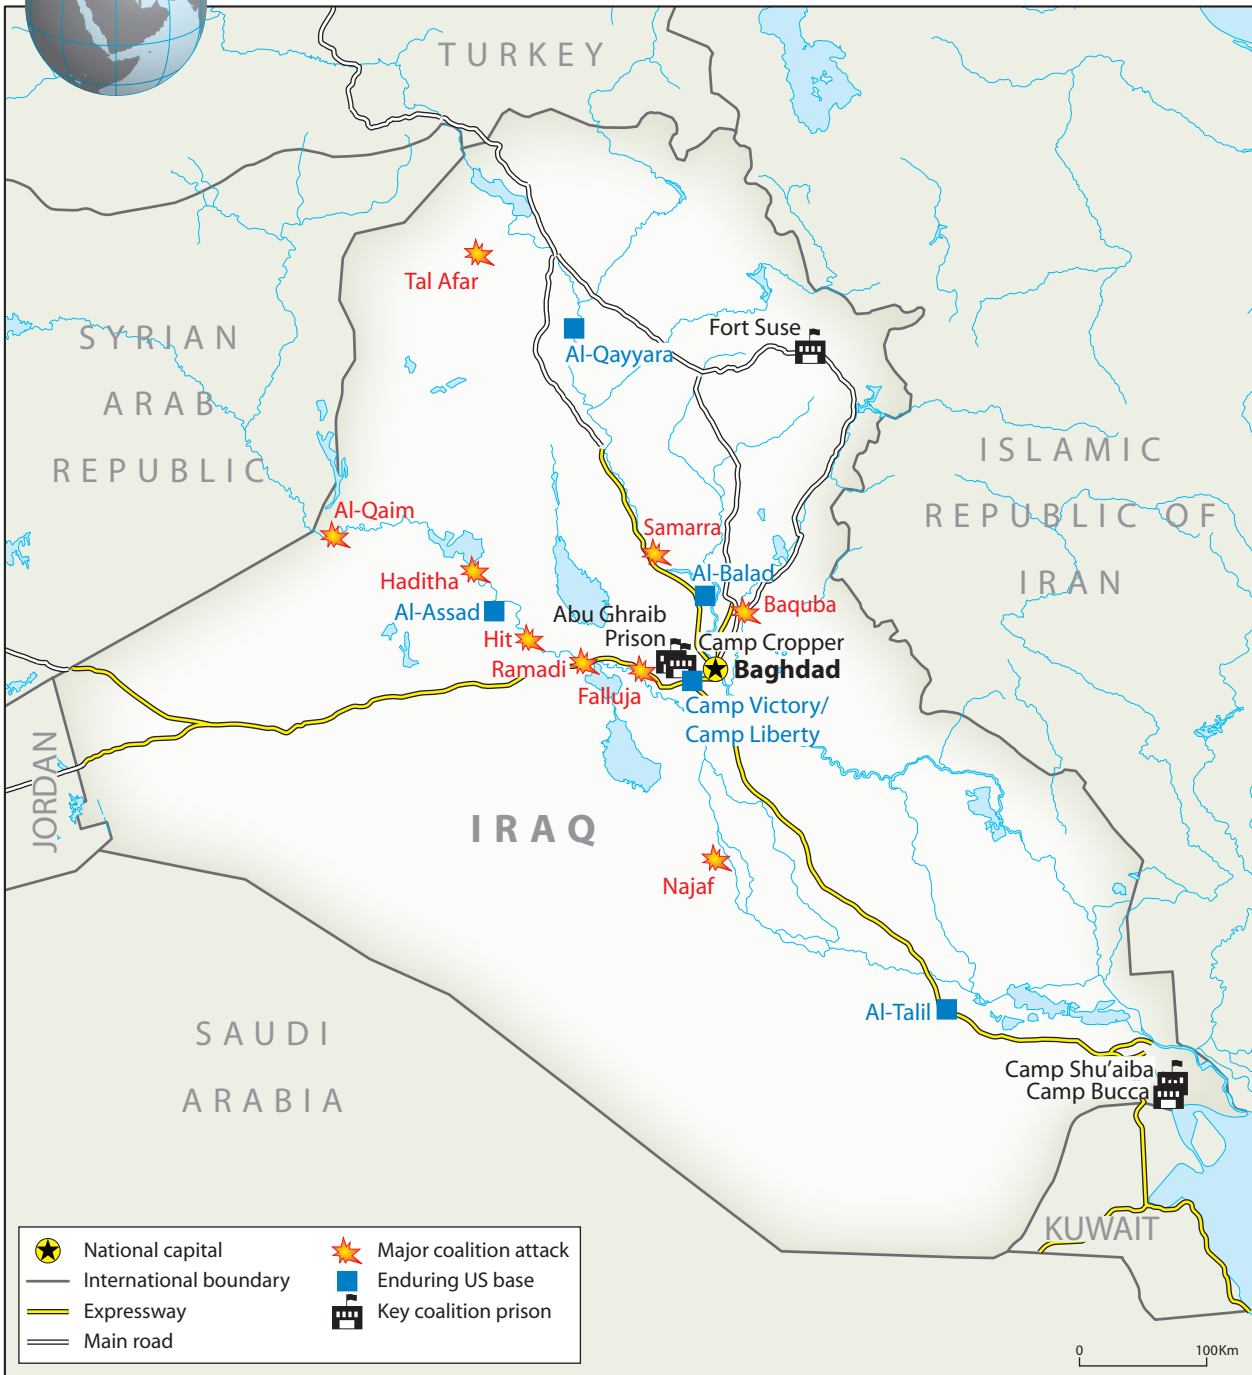 TURKEY
Tal Afar
SYRIAN
ARAB
REPUBLIC
Fort Suse
Al-Qayyara
ISLAMIC
REPUBLIC OF
IRAN
Al-Qaim
Samarra
Haditha
Al-Balad
Al-Assad
Baquba
Abu Ghraib
Prison
Hit
Camp Cropper
Ramadi
Baghdad
Falluja
Camp Victory/
Camp Liberty
JORDAN
IRAQ
Najaf
Al-Talil
SAUDI
ARABIA
Camp Shu’aiba
Camp Bucca
KUWAIT
National capital
International boundary
Expressway
Main road
Major coalition attack
Enduring US base
Key coalition prison
0 100Km